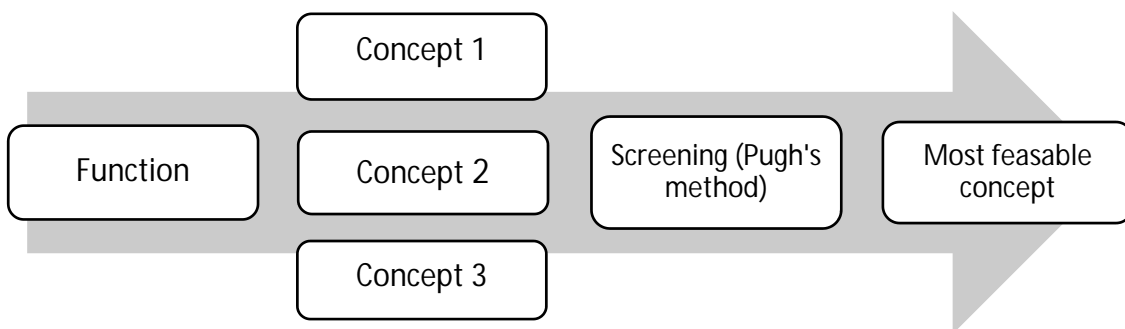 Function
Concept 1
Concept 2
Concept 3
Screening (Pugh's
method)
Most feasable
concept